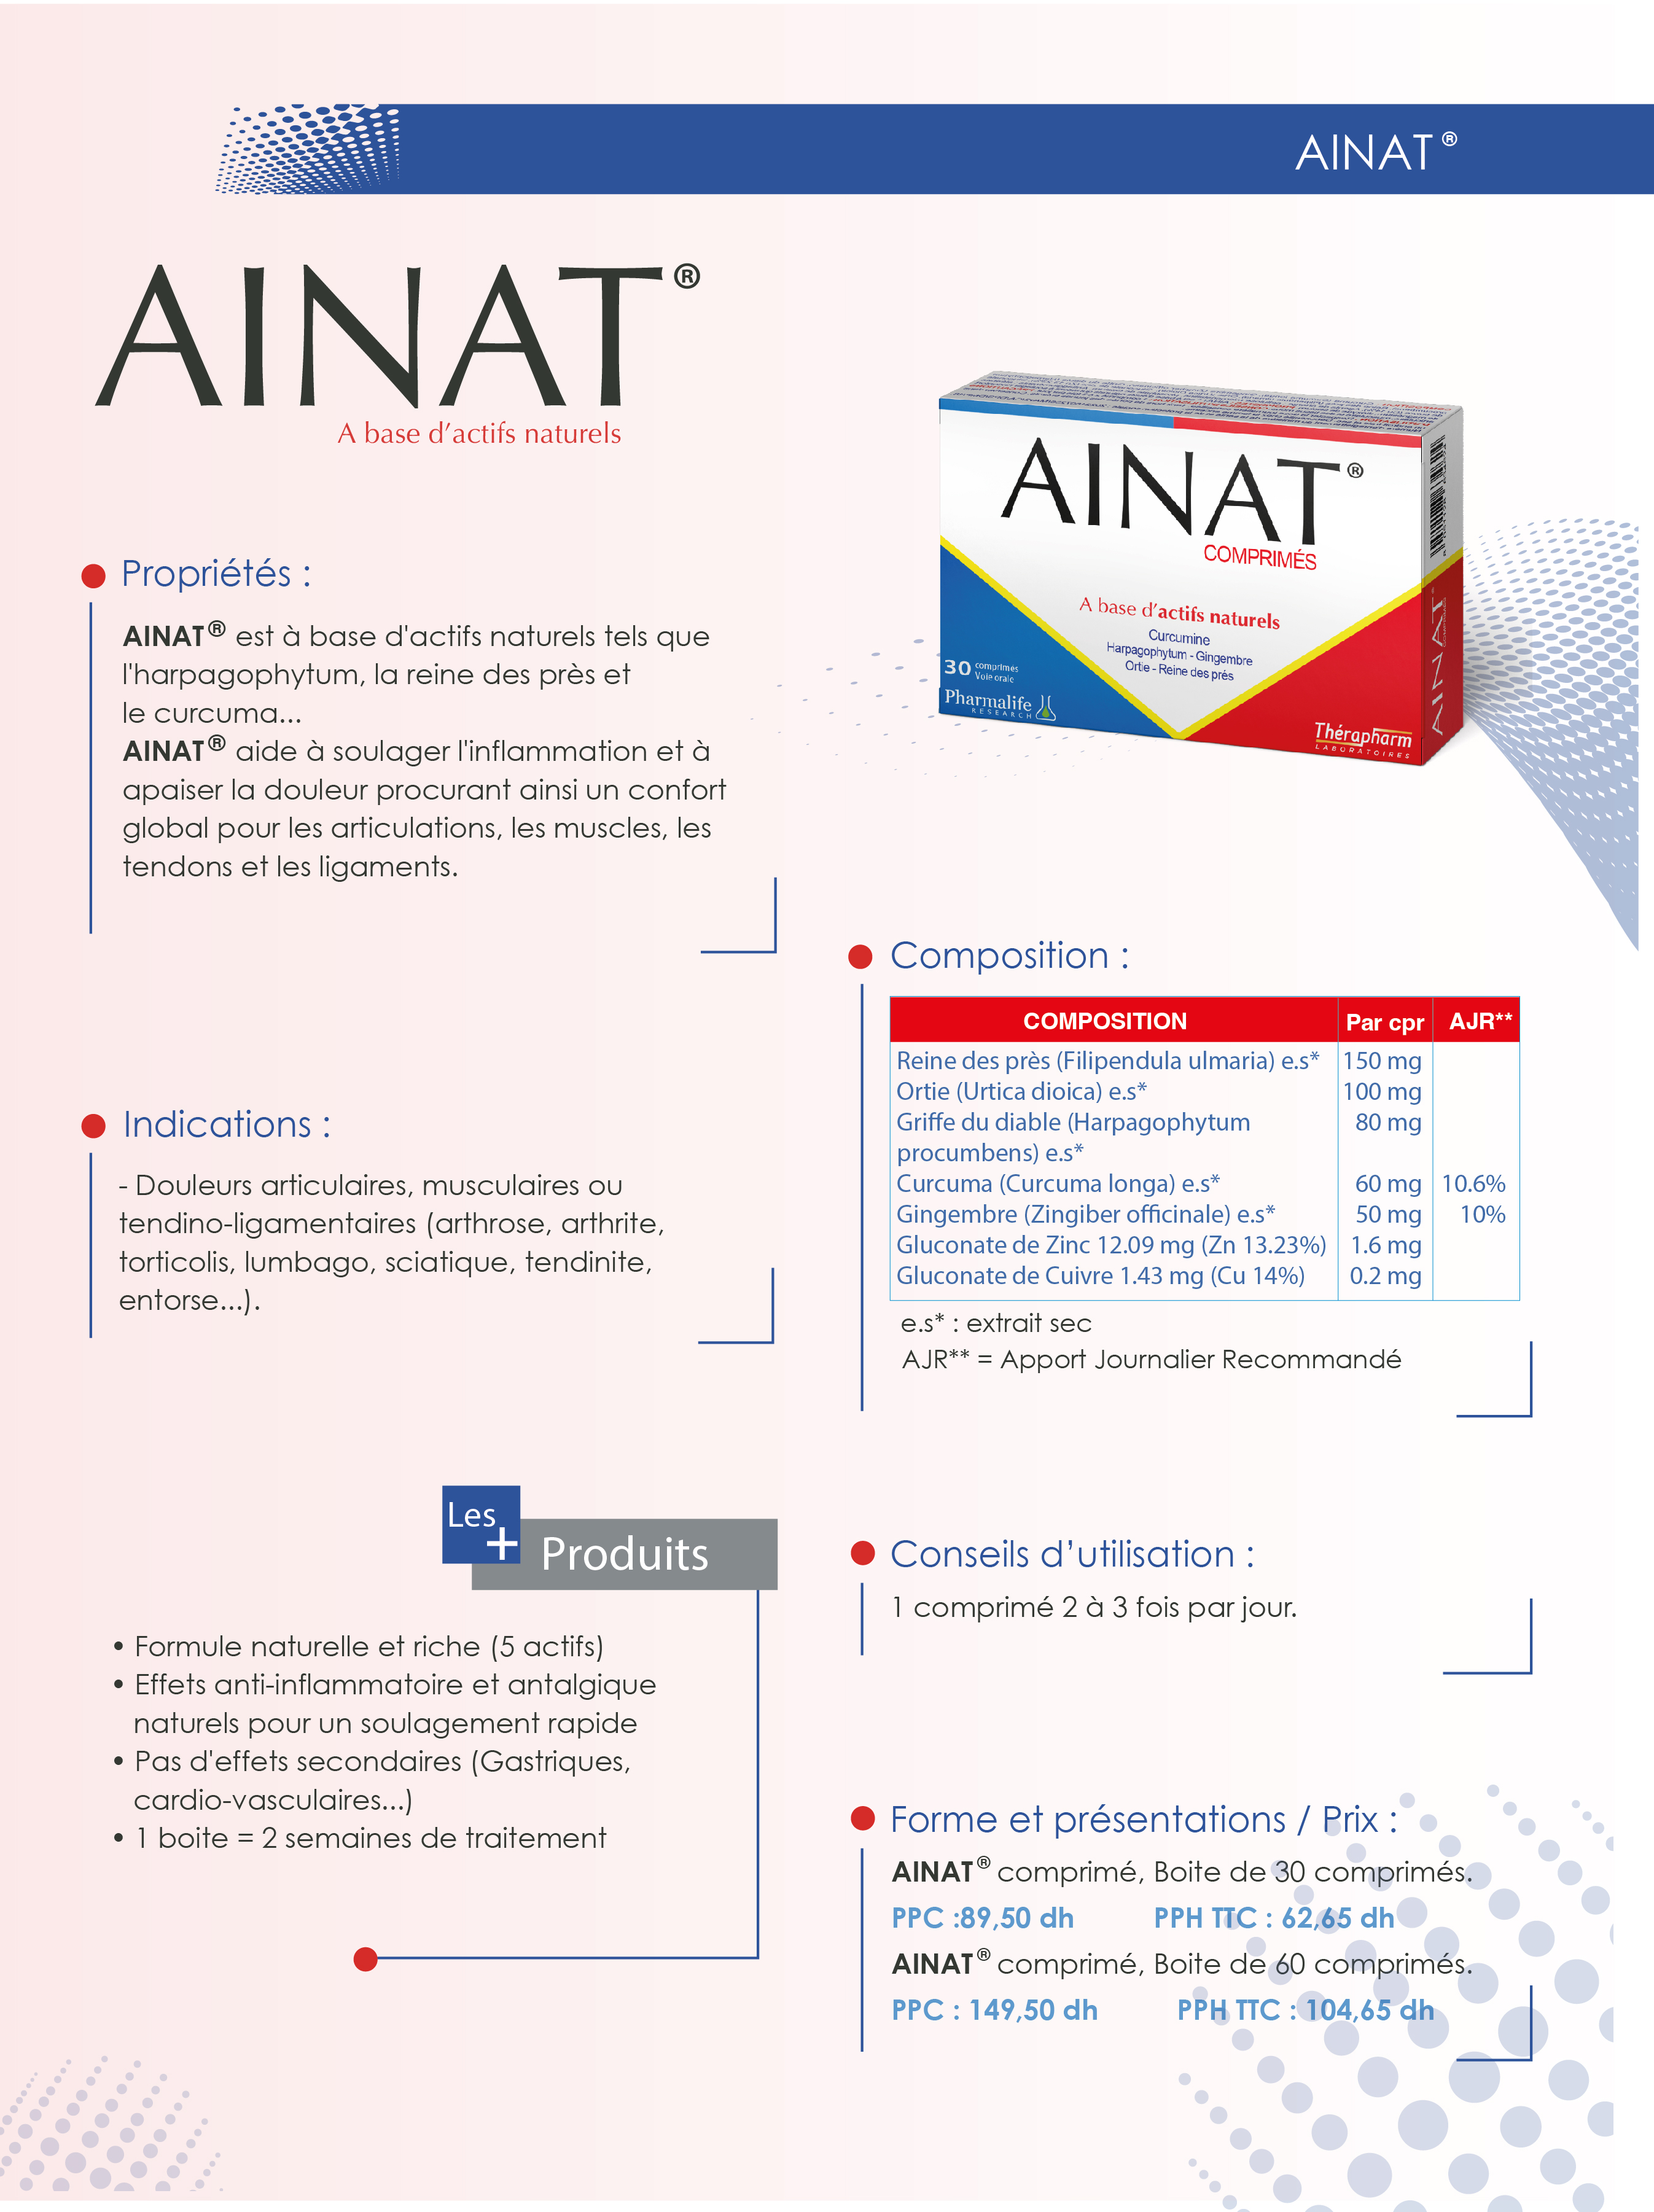 AINAT®
AINAT®
A base d’actifs naturels
AINAT®
COMPRIMÉS
A base d’actifs naturels
Curcumine
Harpagophytum - Gingembre
Ortie - Reine des prés
30 comprimes
Voie orale
Pharmalife
RESEARCH
Thérapharm
LABORATOIRES
AINAT
Propriétés :
AINAT® est à base d'actifs naturels tels que
l'harpagophytum, la reine des près et
le curcuma...
AINAT® aide à soulager l'inflammation et à
apaiser la douleur procurant ainsi un confort
global pour les articulations, les muscles, les
tendons et les ligaments.
Indications :
- Douleurs articulaires, musculaires ou
tendino-ligamentaires (arthrose, arthrite,
torticolis, lumbago, sciatique, tendinite,
entorse...).
Les +
Produits
• Formule naturelle et riche (5 actifs)
• Effets anti-inflammatoire et antalgique
naturels pour un soulagement rapide
• Pas d'effets secondaires (Gastriques,
cardio-vasculaires...)
• 1 boite = 2 semaines de traitement
Composition :
COMPOSITION Par cpr AJR**
Reine des près (Filipendula ulmaria) e.s* 150 mg
Ortie (Urtica dioica) e.s* 100 mg
Griffe du diable (Harpagophytum 80 mg
procumbens) e.s*
Curcuma (Curcuma longa) e.s* 60 mg 10.6%
Gingembre (Zingiber officinale) e.s* 50 mg 10%
Gluconate de Zinc 12.09 mg (Zn 13.23%) 1.6 mg
Gluconate de Cuivre 1.43 mg (Cu 14%) 0.2 mg
e.s* : extrait sec
AJR** = Apport Journalier Recommandé
Conseils d’utilisation :
1 comprimé 2 à 3 fois par jour.
Forme et présentations / Prix :
AINAT® comprimé, Boite de 30 comprimés.
PPC :89,50 dh PPH TTC : 62,65 dh
AINAT® comprimé, Boite de 60 comprimés.
PPC : 149,50 dh PPH TTC : 104,65 dh